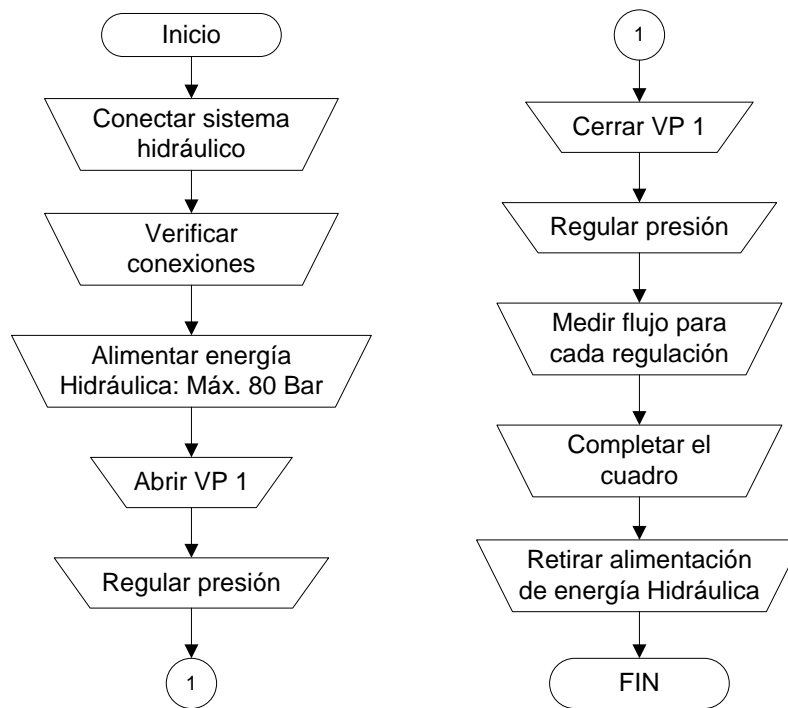 Inicio
Conectar sistema
hidráulico
Verificar
conexiones
Alimentar energía
Hidráulica: Máx. 80 Bar
Abrir VP 1
Regular presión
1
1
Cerrar VP 1
Regular presión
Medir flujo para
cada regulación
Completar el
cuadro
Retirar alimentación
de energía Hidráulica
FIN